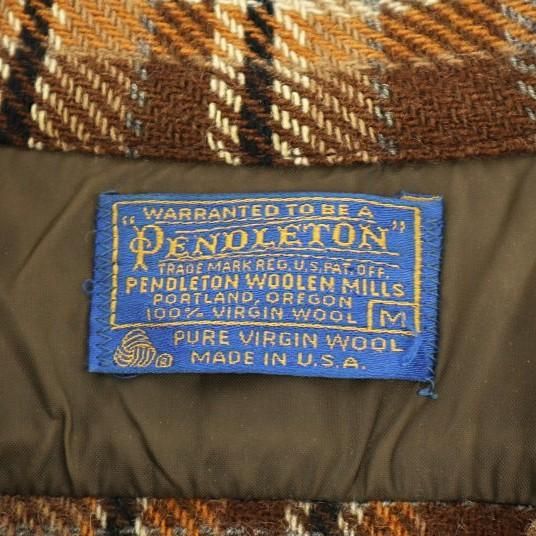 WARRANTED TO BE A
"PENDLETON"
TRADE MARK REG. U.S. PAT. OFF.
PENDLETON WOOLEN MILLS
PORTLAND, OREGON
100% VIRGIN WOOL M
® PURE VIRGIN WOOL
MADE IN U.S.A.